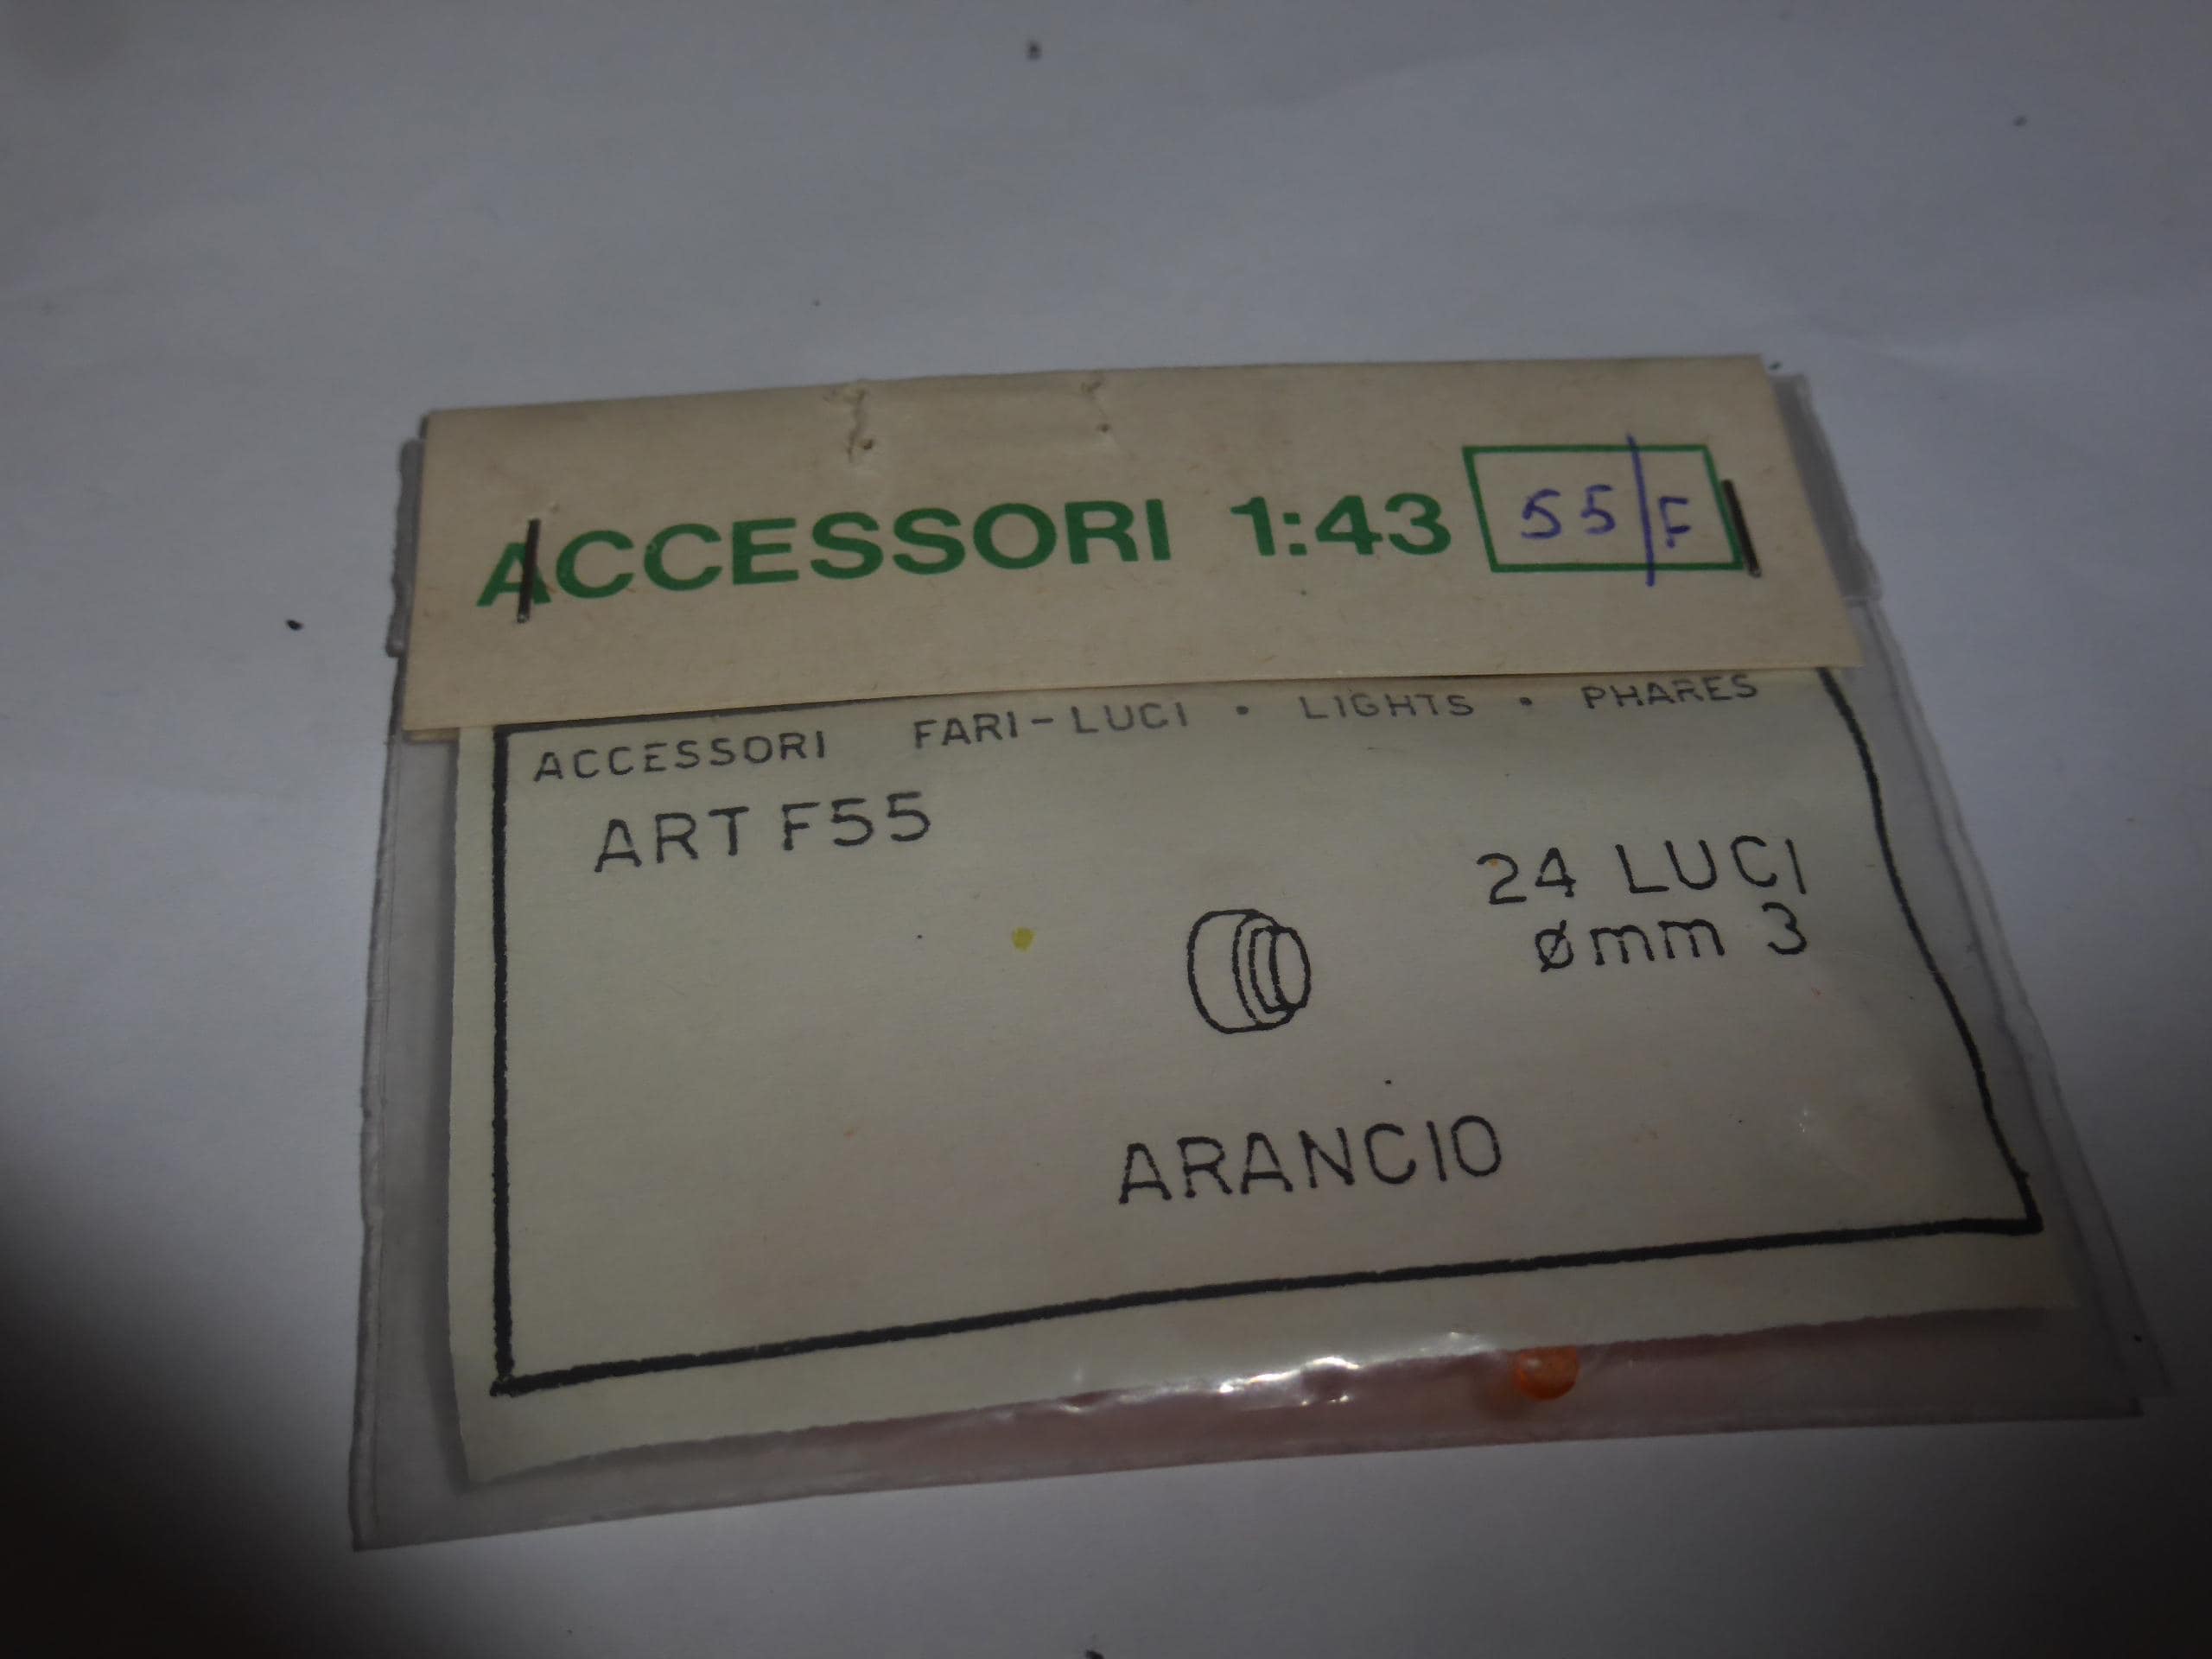 ACCESSORI 1:43 55/F
ACCESSORI FARI-LUCI • LIGHTS • PHARES
ART F55
24 LUCI
ømm 3
ARANCIO